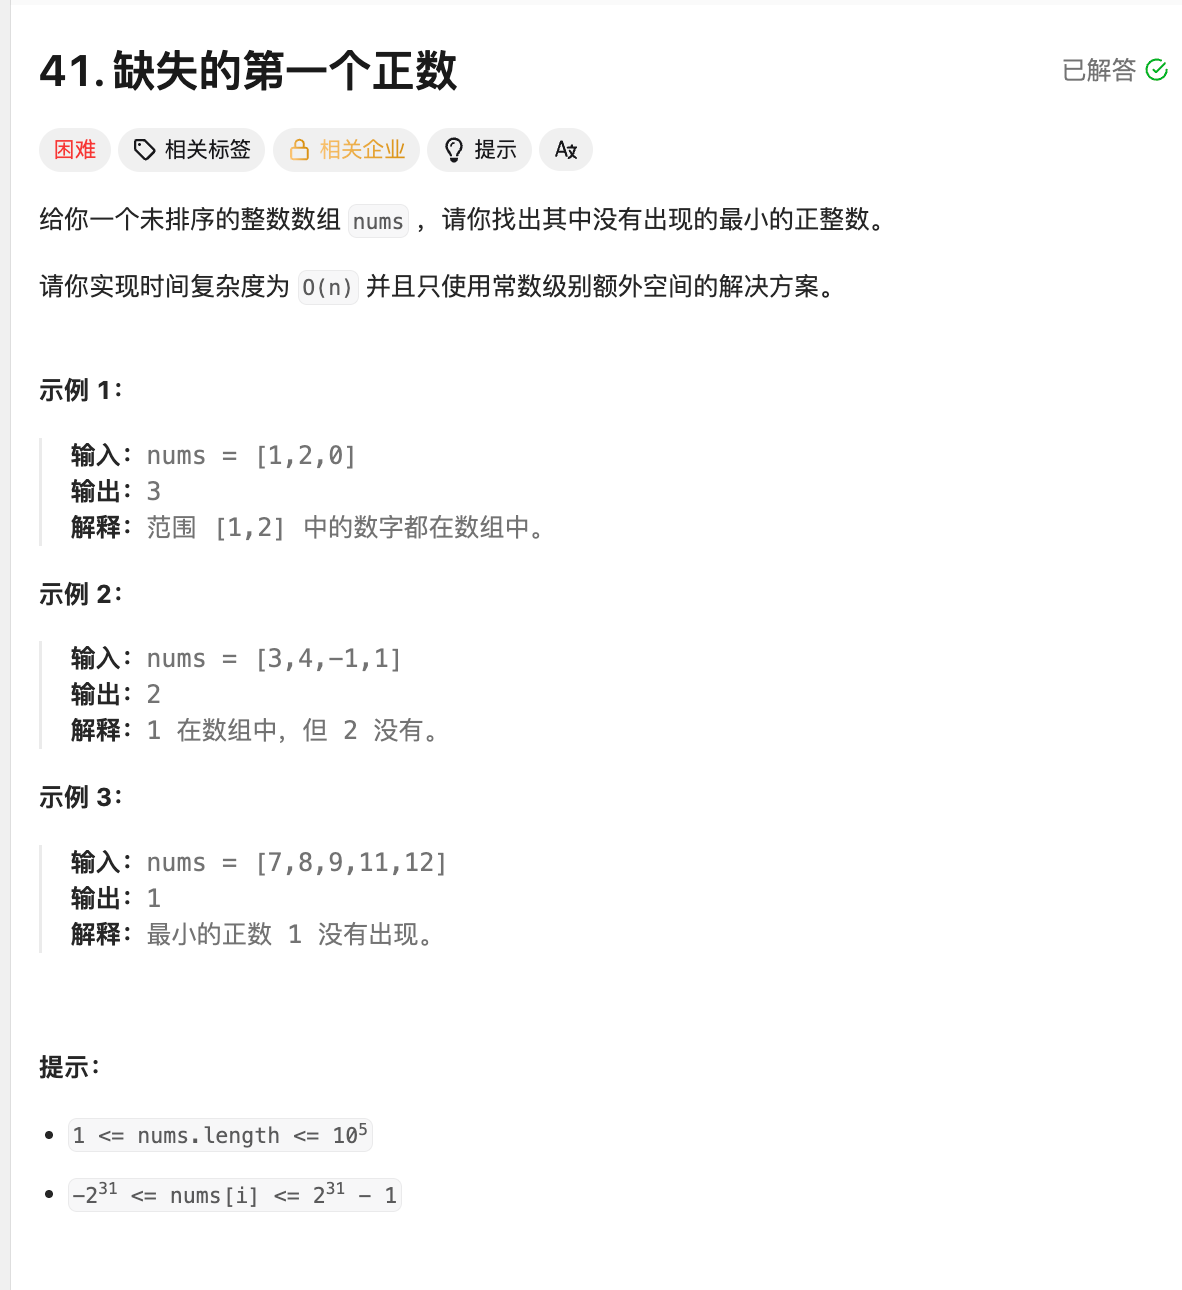 41. 缺失的第一个正数
已解答
困难 相关标签 相关企业 提示
给你一个未排序的整数数组 nums ，请你找出其中没有出现的最小的正整数。
请你实现时间复杂度为 O(n) 并且只使用常数级别额外空间的解决方案。
示例 1：
输入：nums = [1,2,0]
输出：3
解释：范围 [1,2] 中的数字都在数组中。
示例 2：
输入：nums = [3,4,-1,1]
输出：2
解释：1 在数组中，但 2 没有。
示例 3：
输入：nums = [7,8,9,11,12]
输出：1
解释：最小的正数 1 没有出现。
提示：
• 1 <= nums.length <= 10⁵
• -2³¹ <= nums[i] <= 2³¹ - 1